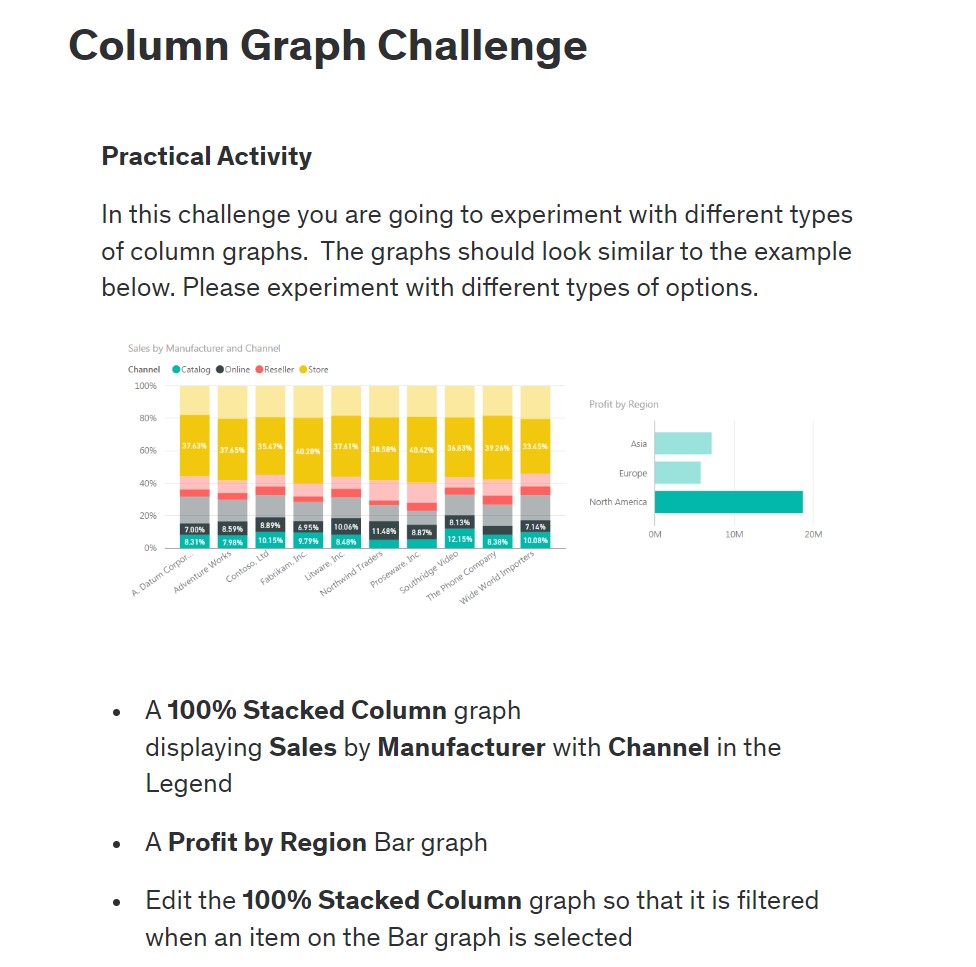 Column Graph Challenge
Practical Activity
In this challenge you are going to experiment with different types
of column graphs.  The graphs should look similar to the example
below. Please experiment with different types of options.
Sales by Manufacturer and Channel
Channel Catalog Online Reseller Store
100%
80%
60%
40%
20%
0%
37.63% 37.65% 35.47% 40.28% 37.61% 38.58% 40.42% 36.83% 39.26% 33.45%
7.00% 8.59% 8.89% 6.95% 10.06% 11.48% 8.87% 8.13% 7.14%
8.31% 7.98% 10.15% 9.79% 8.48% 12.15% 8.38% 10.08%
A. Datum Corpor...
Adventure Works
Contoso, Ltd
Fabrikam, Inc.
Litware, Inc.
Northwind Traders
Proseware, Inc.
Southridge Video
The Phone Company
Wide World Importers
Profit by Region
Asia
Europe
North America
0M 10M 20M
• A 100% Stacked Column graph
displaying Sales by Manufacturer with Channel in the
Legend
• A Profit by Region Bar graph
• Edit the 100% Stacked Column graph so that it is filtered
when an item on the Bar graph is selected